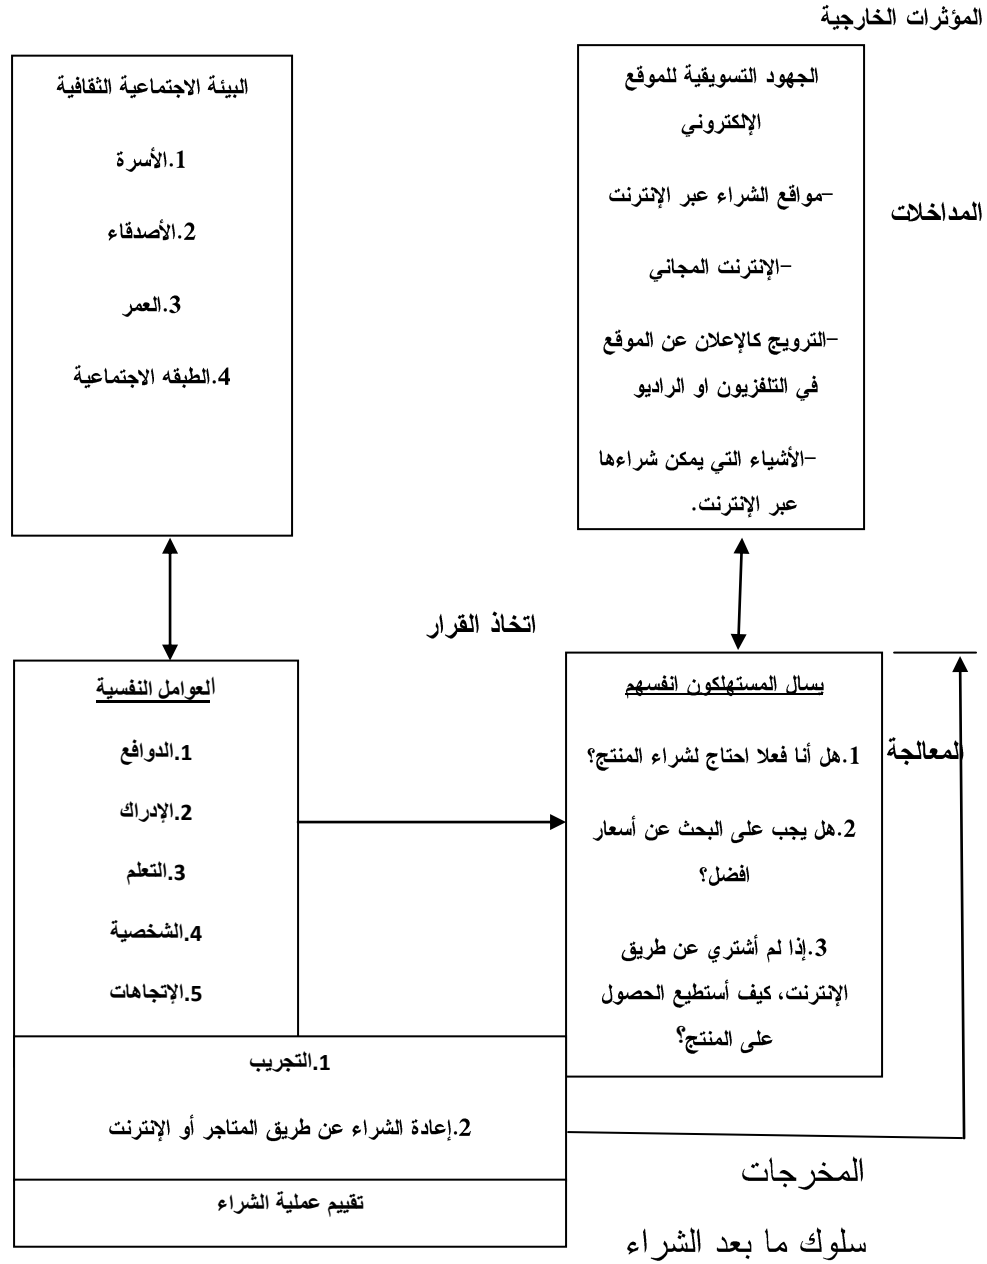 المؤثرات الخارجية
الجهود التسويقية للموقع
الإلكتروني
-مواقع الشراء عبر الإنترنت
-الإنترنت المجاني
-الترويج كالإعلان عن الموقع
في التلفزيون او الراديو
-الأشياء التي يمكن شراءها
عبر الإنترنت.
المداخلات
البيئة الاجتماعية الثقافية
1.الأسرة
2.الأصدقاء
3.العمر
4.الطبقه الاجتماعية
اتخاذ القرار
يسال المستهلكون انفسهم
1.هل أنا فعلا احتاج لشراء المنتج؟
2.هل يجب على البحث عن أسعار
افضل؟
3.إذا لم أشتري عن طريق
الإنترنت، كيف أستطيع الحصول
على المنتج؟
المعالجة
العوامل النفسية
1.الدوافع
2.الإدراك
3.التعلم
4.الشخصية
5.الإتجاهات
1.التجريب
2.إعادة الشراء عن طريق المتاجر أو الإنترنت
تقييم عملية الشراء
المخرجات
سلوك ما بعد الشراء